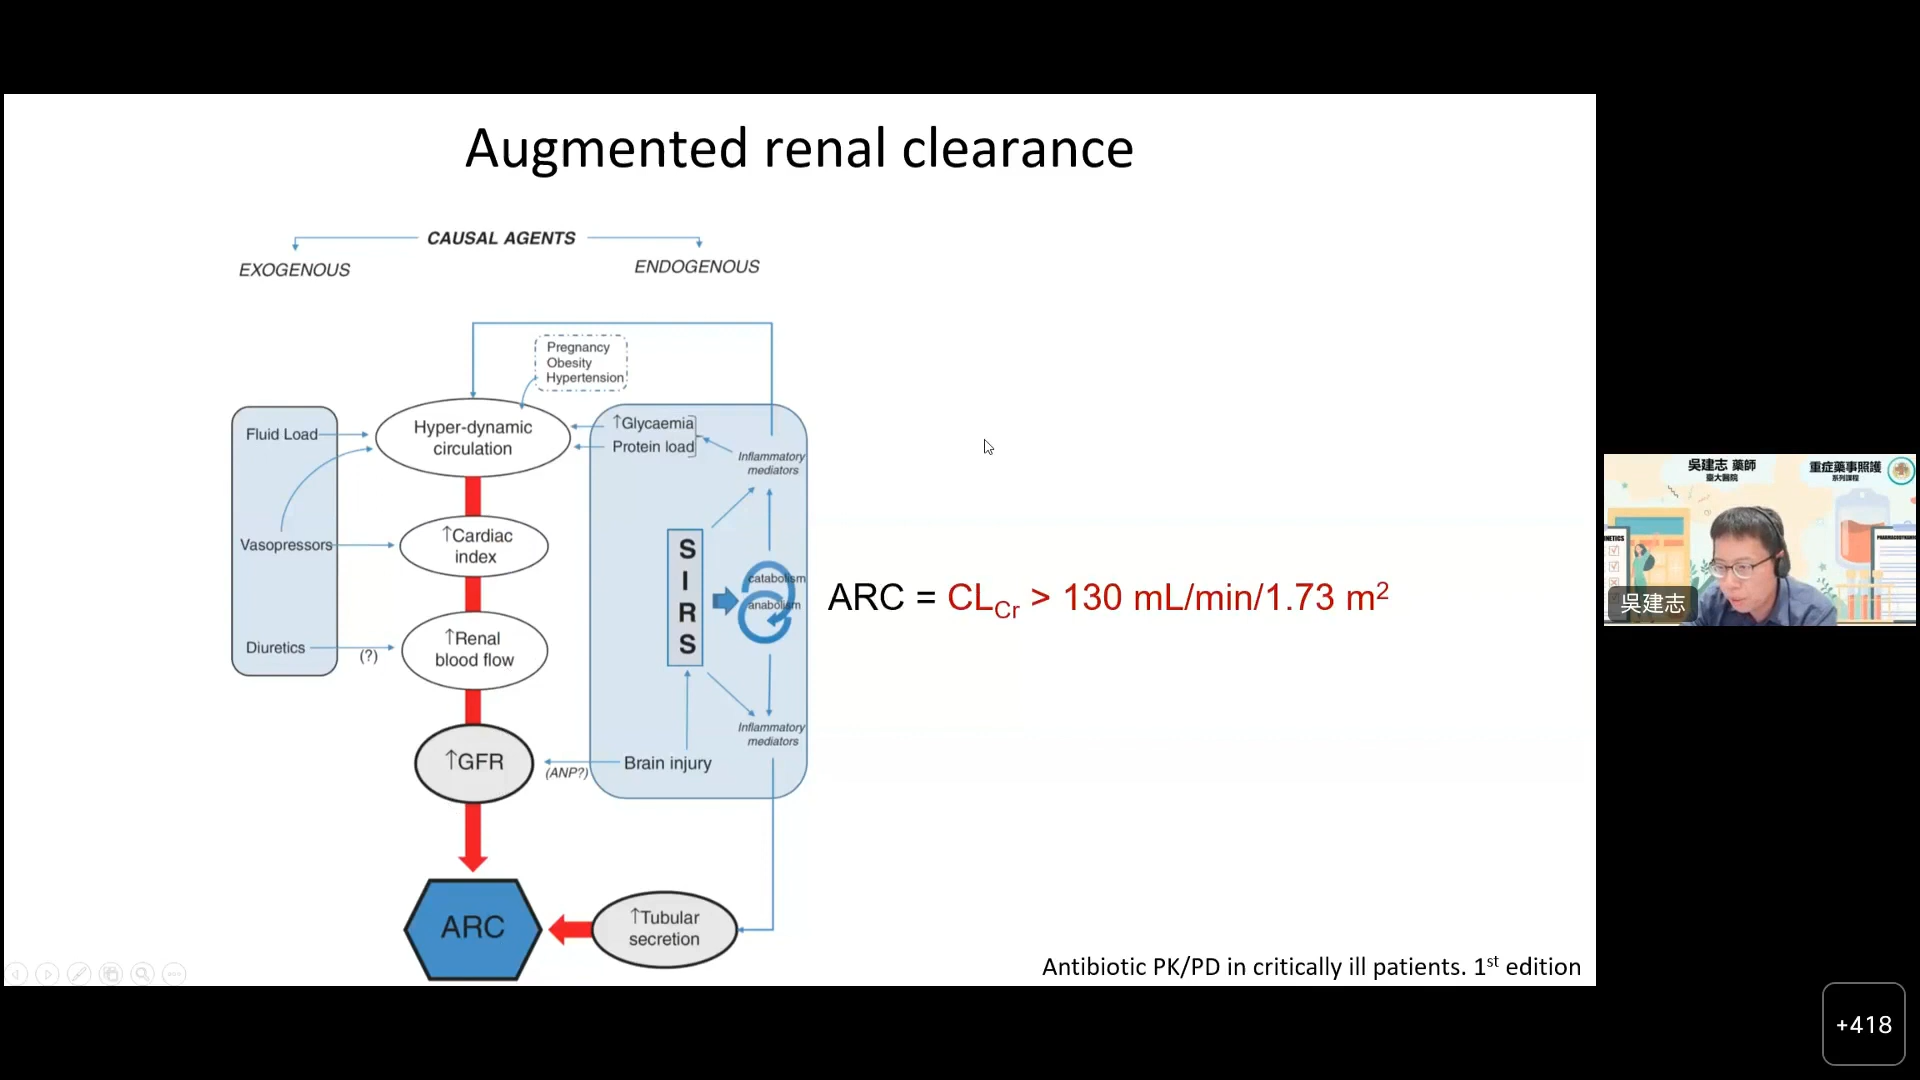 Augmented renal clearance
CAUSAL AGENTS
EXOGENOUS
ENDOGENOUS
Pregnancy
Obesity
Hypertension
Fluid Load
Hyper-dynamic
circulation
↑Glycaemia
Protein load
Inflammatory
mediators
Vasopressors
↑Cardiac
index
S
I
R
S
catabolism
anabolism
ARC = CLCr > 130 mL/min/1.73 m²
Diuretics
(?)
↑Renal
blood flow
Inflammatory
mediators
↑GFR
(ANP?)
Brain injury
ARC
↑Tubular
secretion
Antibiotic PK/PD in critically ill patients. 1st edition
吳建志 藥師
臺大醫院
重症藥事照護
系列課程
吳建志
+418